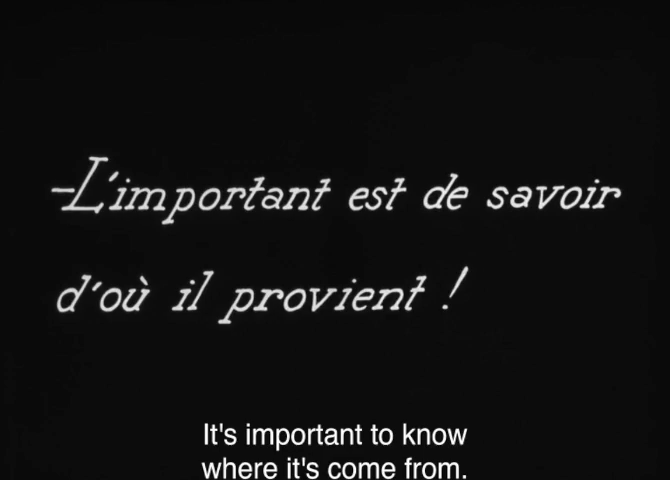 -L'important est de savoir
d'où il provient !
It's important to know
where it's come from.